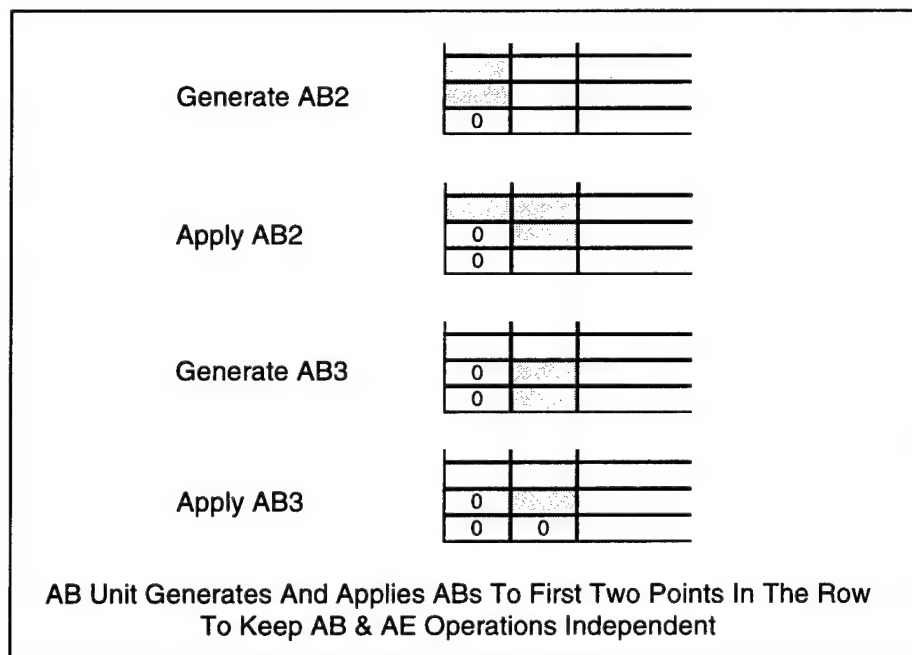 Generate AB2
0
Apply AB2
0
0
Generate AB3
0
0
Apply AB3
0
0 0
AB Unit Generates And Applies ABs To First Two Points In The Row
To Keep AB & AE Operations Independent